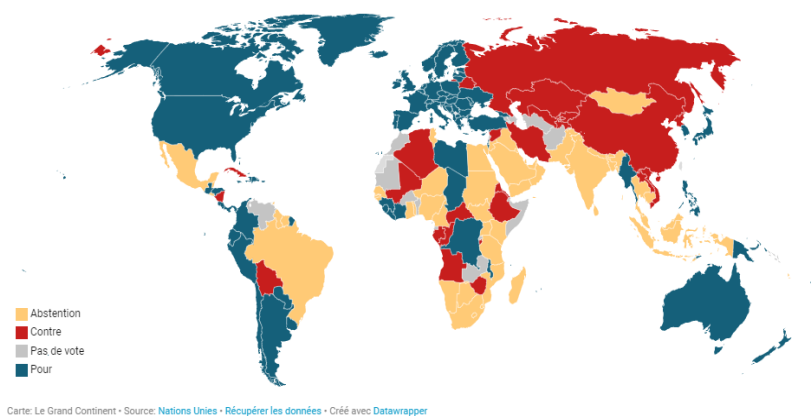 Abstention
Contre
Pas de vote
Pour
Carte: Le Grand Continent • Source: Nations Unies • Récupérer les données • Créé avec Datawrapper